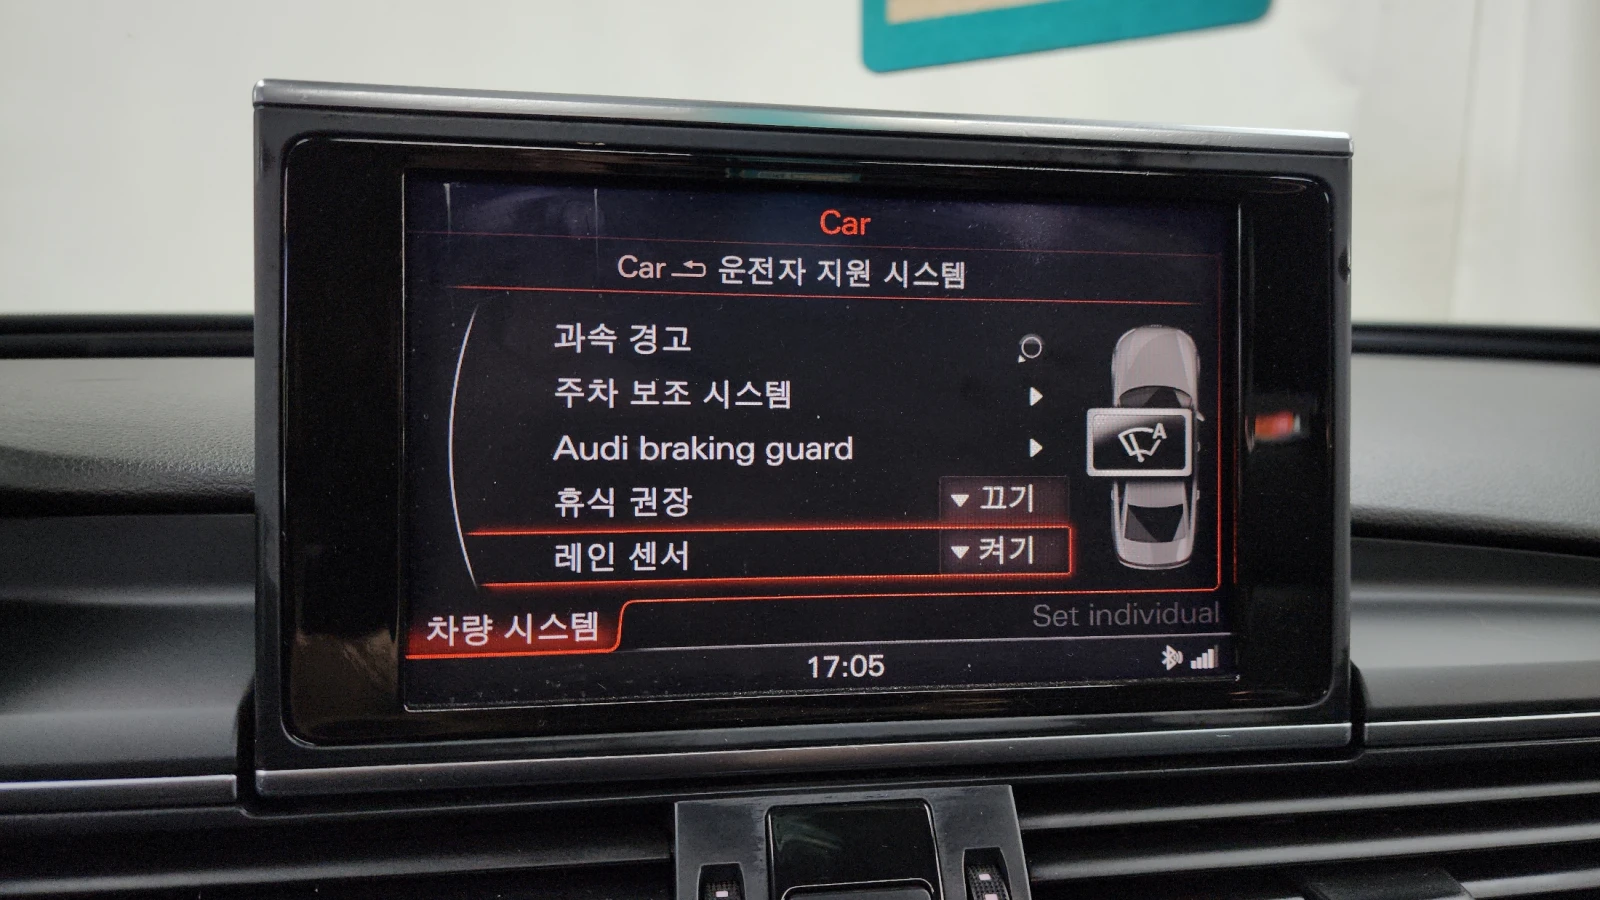 Car
Car 운전자 지원 시스템
과속 경고
주차 보조 시스템
Audi braking guard
휴식 권장 끄기
레인 센서 켜기
A
차량 시스템
Set individual
17:05